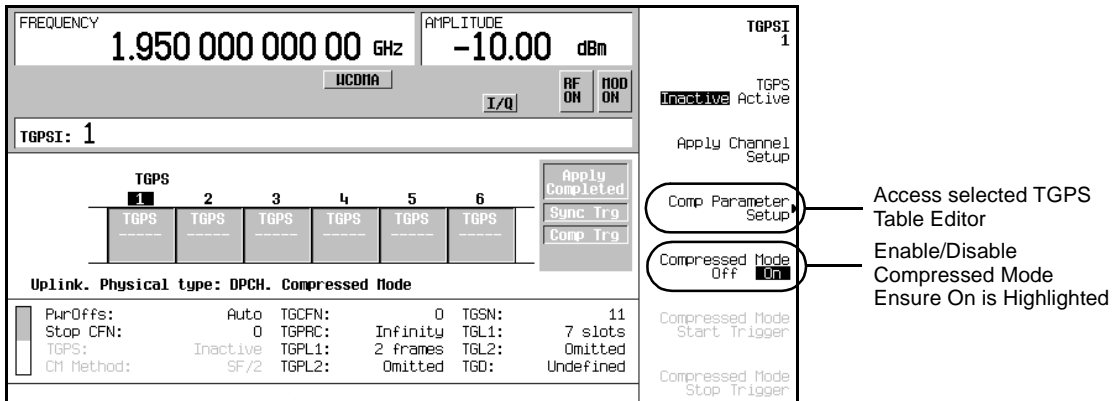 FREQUENCY
1.950 000 000 00 GHz
AMPLITUDE
-10.00 dBm
WCDMA
I/Q
RF ON
MOD ON
TGPSI: 1
TGPS
1 2 3 4 5 6
TGPS TGPS TGPS TGPS TGPS TGPS
----- ----- ----- ----- ----- -----
Apply Completed
Sync Trg
Comp Trg
Uplink. Physical type: DPCH. Compressed Mode
PwrOffs: Auto TGCFN: 0 TGSN: 11
Stop CFN: 0 TGPRC: Infinity TGL1: 7 slots
TGPS: Inactive TGPL1: 2 frames TGL2: Omitted
CM Method: SF/2 TGPL2: Omitted TGD: Undefined
TGPSI
1
TGPS
Inactive Active
Apply Channel
Setup
Comp Parameter
Setup
Compressed Mode
Off On
Compressed Mode
Start Trigger
Compressed Mode
Stop Trigger
Access selected TGPS
Table Editor
Enable/Disable
Compressed Mode
Ensure On is Highlighted